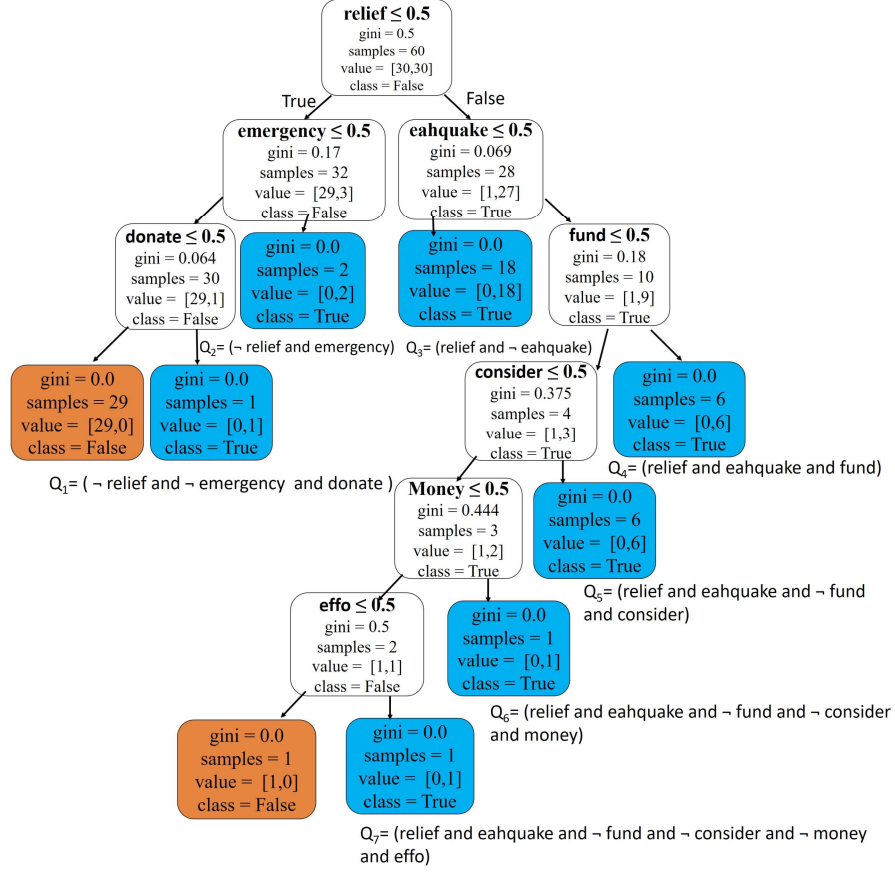 relief ≤ 0.5
gini = 0.5
samples = 60
value = [30,30]
class = False
True
False
emergency ≤ 0.5
gini = 0.17
samples = 32
value = [29,3]
class = False
eahquake ≤ 0.5
gini = 0.069
samples = 28
value = [1,27]
class = True
donate ≤ 0.5
gini = 0.064
samples = 30
value = [29,1]
class = False
gini = 0.0
samples = 2
value = [0,2]
class = True
gini = 0.0
samples = 18
value = [0,18]
class = True
fund ≤ 0.5
gini = 0.18
samples = 10
value = [1,9]
class = True
Q2= (¬ relief and emergency)
Q3= (relief and ¬ eahquake)
gini = 0.0
samples = 29
value = [29,0]
class = False
gini = 0.0
samples = 1
value = [0,1]
class = True
consider ≤ 0.5
gini = 0.375
samples = 4
value = [1,3]
class = True
gini = 0.0
samples = 6
value = [0,6]
class = True
Q1= ( ¬ relief and ¬ emergency and donate )
Q4= (relief and eahquake and fund)
Money ≤ 0.5
gini = 0.444
samples = 3
value = [1,2]
class = True
gini = 0.0
samples = 6
value = [0,6]
class = True
Q5= (relief and eahquake and ¬ fund
and consider)
effo ≤ 0.5
gini = 0.5
samples = 2
value = [1,1]
class = False
gini = 0.0
samples = 1
value = [0,1]
class = True
Q6= (relief and eahquake and ¬ fund and ¬ consider
and money)
gini = 0.0
samples = 1
value = [1,0]
class = False
gini = 0.0
samples = 1
value = [0,1]
class = True
Q7= (relief and eahquake and ¬ fund and ¬ consider and ¬ money
and effo)